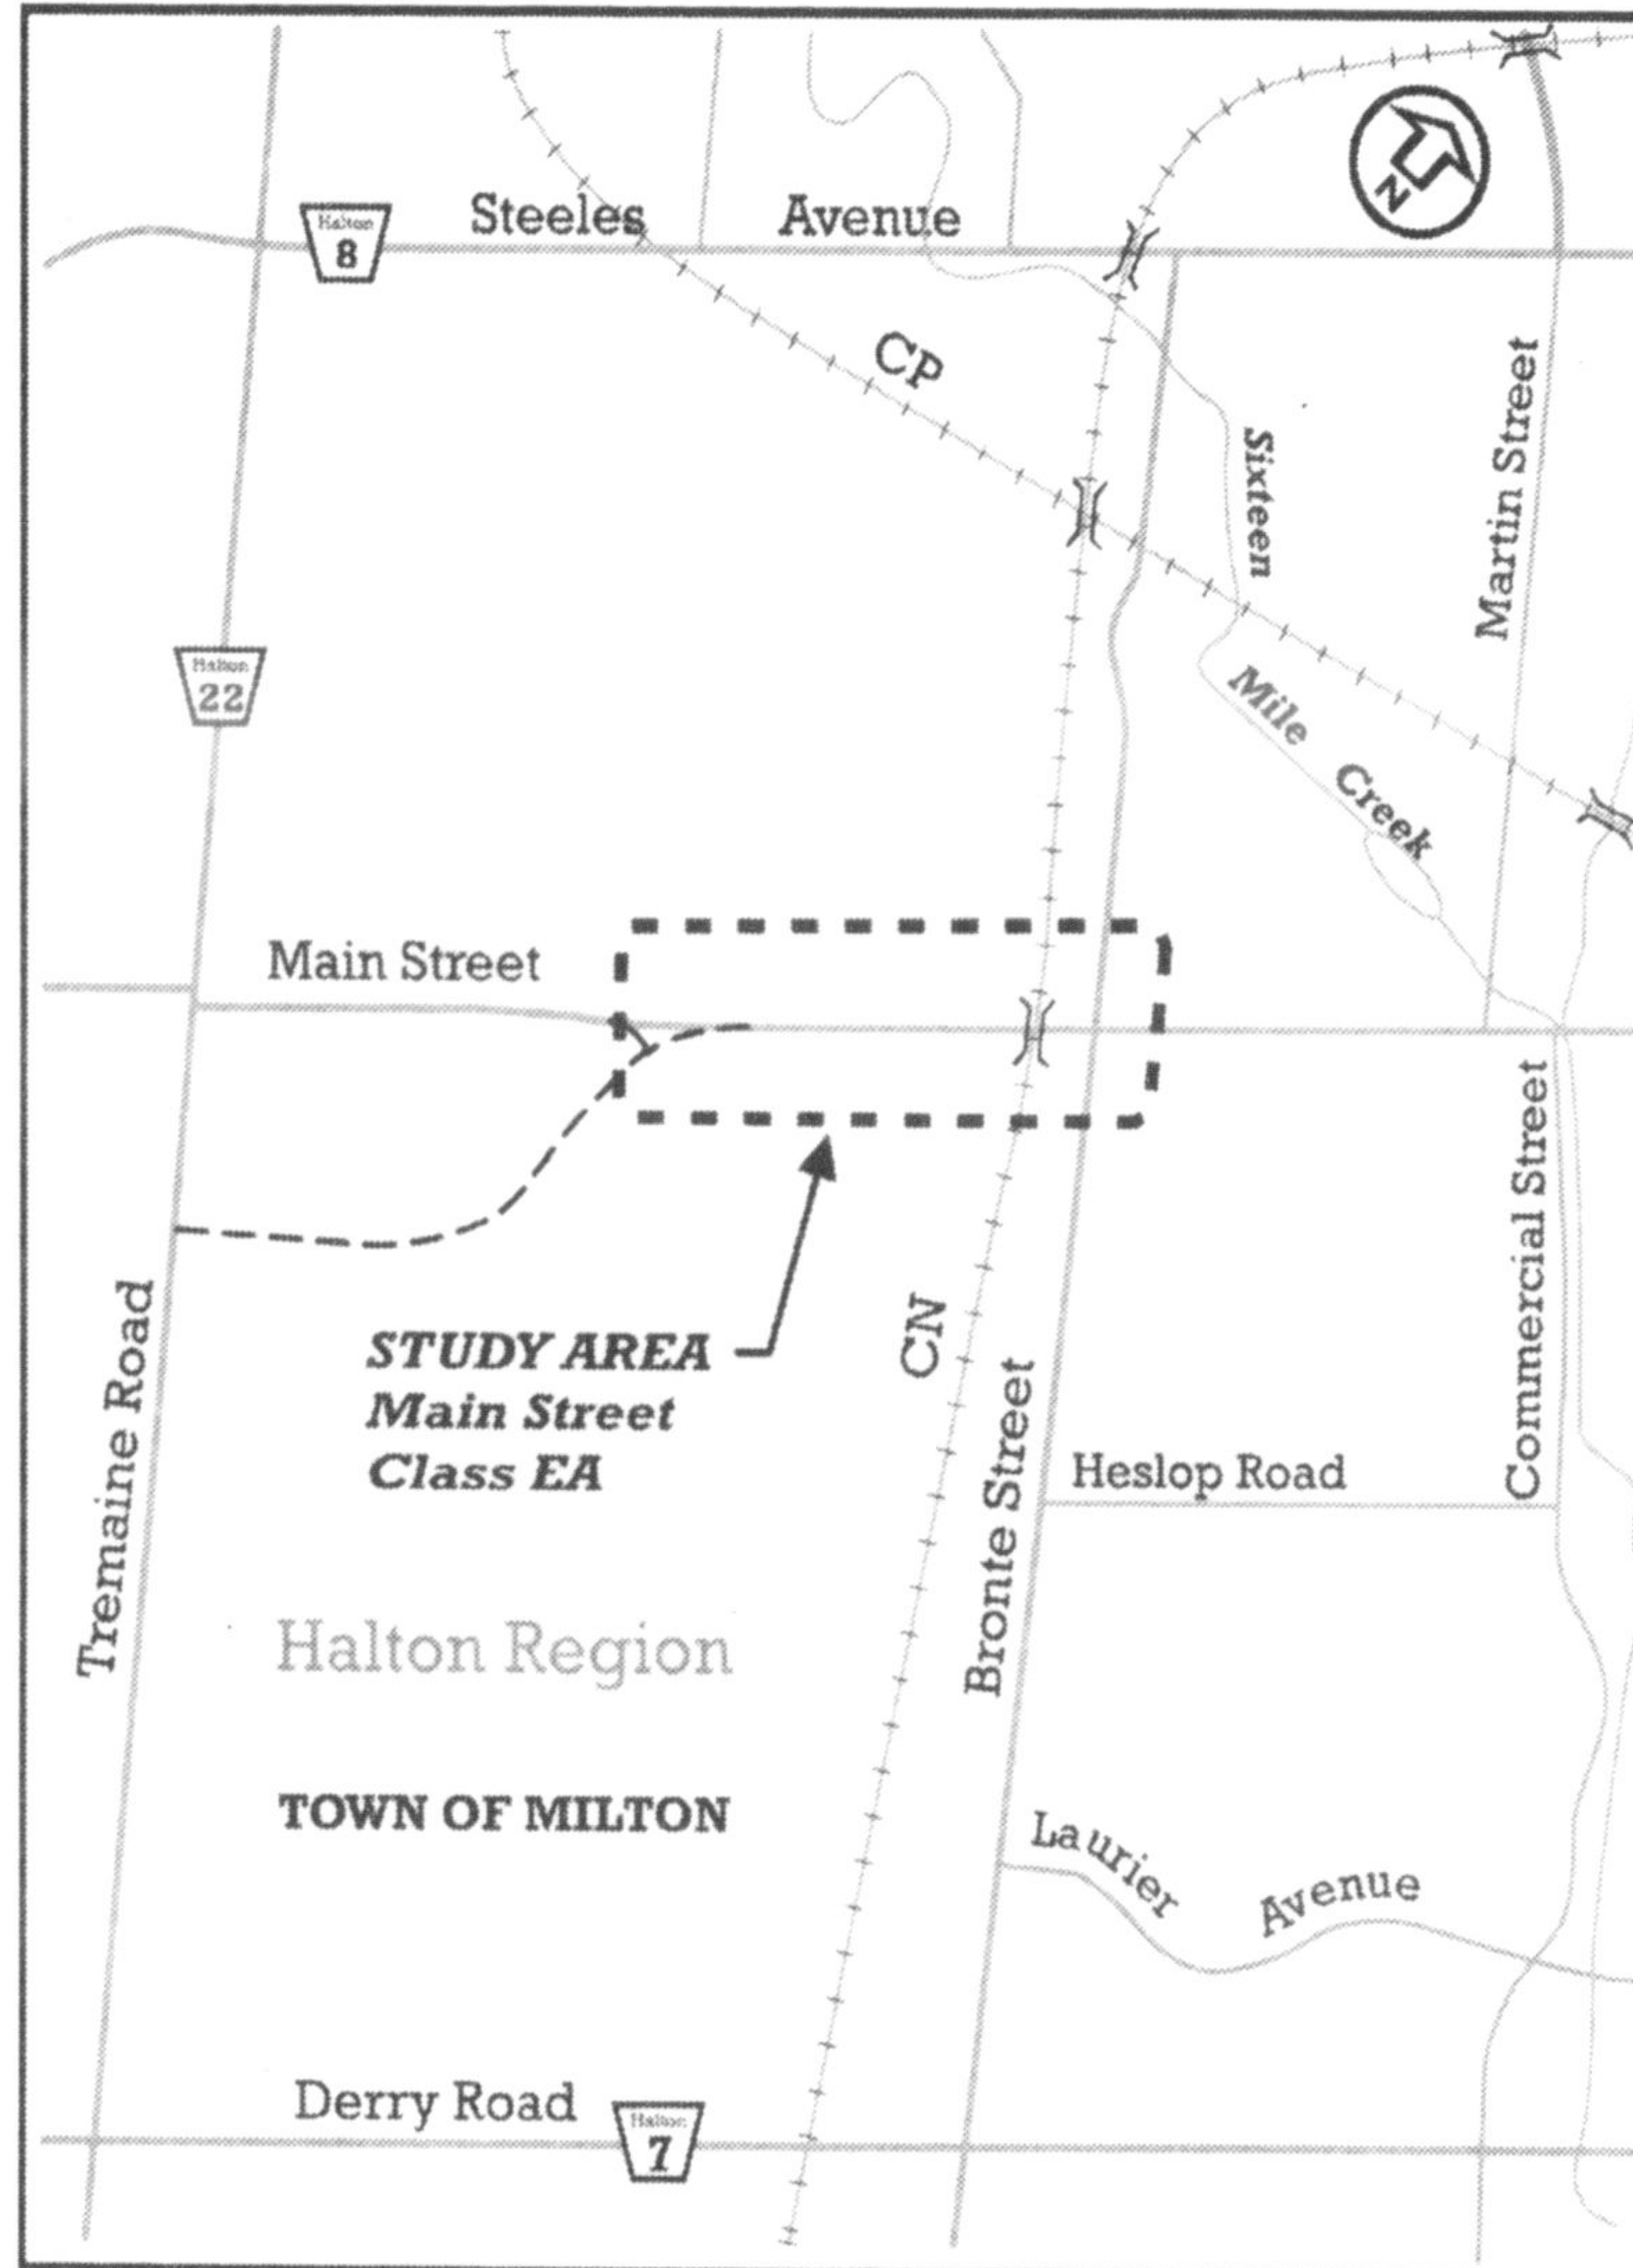 N
Steeles Avenue
Halton
8
CP
Sixteen
Mile
Creek
Martin Street
Halton
22
Main Street
Commercial Street
STUDY AREA
Main Street
Class EA
CN
Tremaine Road
Bronte Street
Heslop Road
Halton Region
TOWN OF MILTON
Laurier Avenue
Derry Road
Halton
7